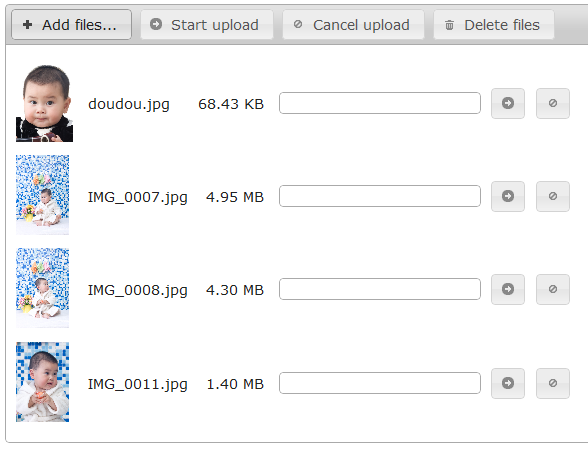 Add files... Start upload Cancel upload Delete files
doudou.jpg 68.43 KB
IMG_0007.jpg 4.95 MB
IMG_0008.jpg 4.30 MB
IMG_0011.jpg 1.40 MB